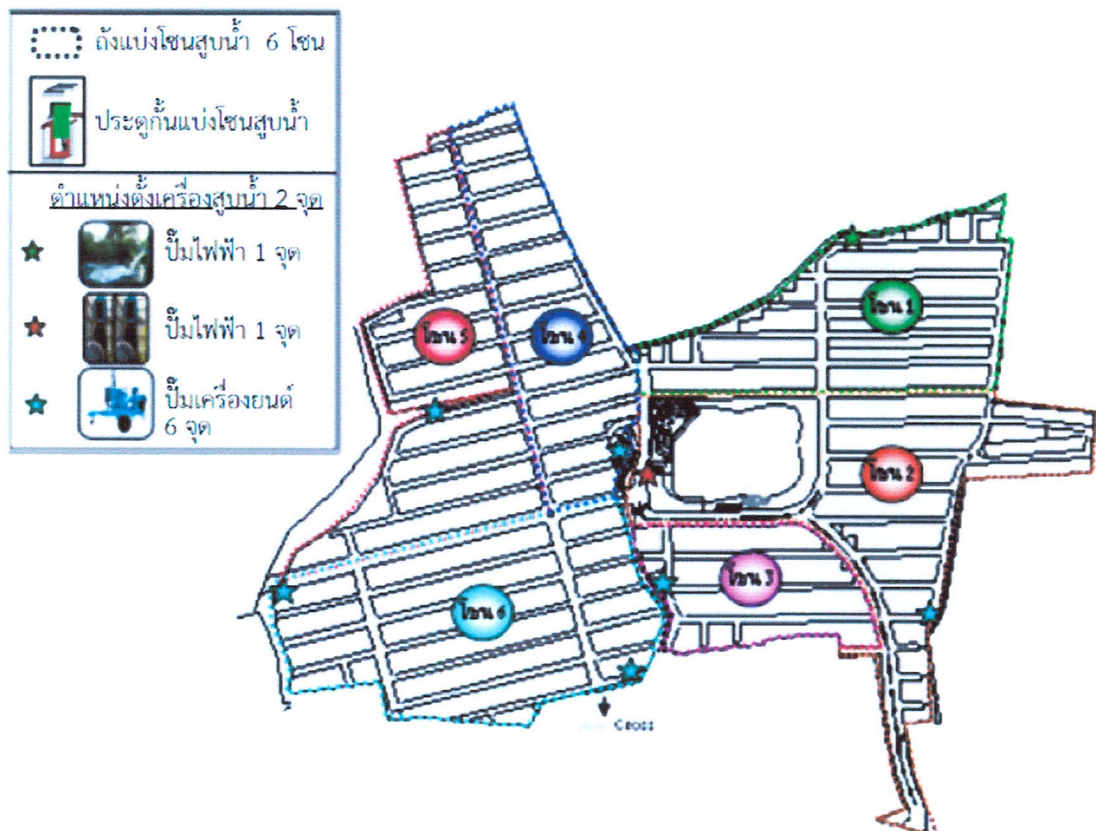 ถังแบ่งโซนสูบน้ำ 6 โซน
ประตูกั้นแบ่งโซนสูบน้ำ
ตำแหน่งตั้งเครื่องสูบน้ำ 2 จุด
ปั๊มไฟฟ้า 1 จุด
ปั๊มไฟฟ้า 1 จุด
ปั๊มเครื่องยนต์
6 จุด
โซน 1
โซน 5
โซน 4
โซน 2
โซน 3
โซน 6
Cross